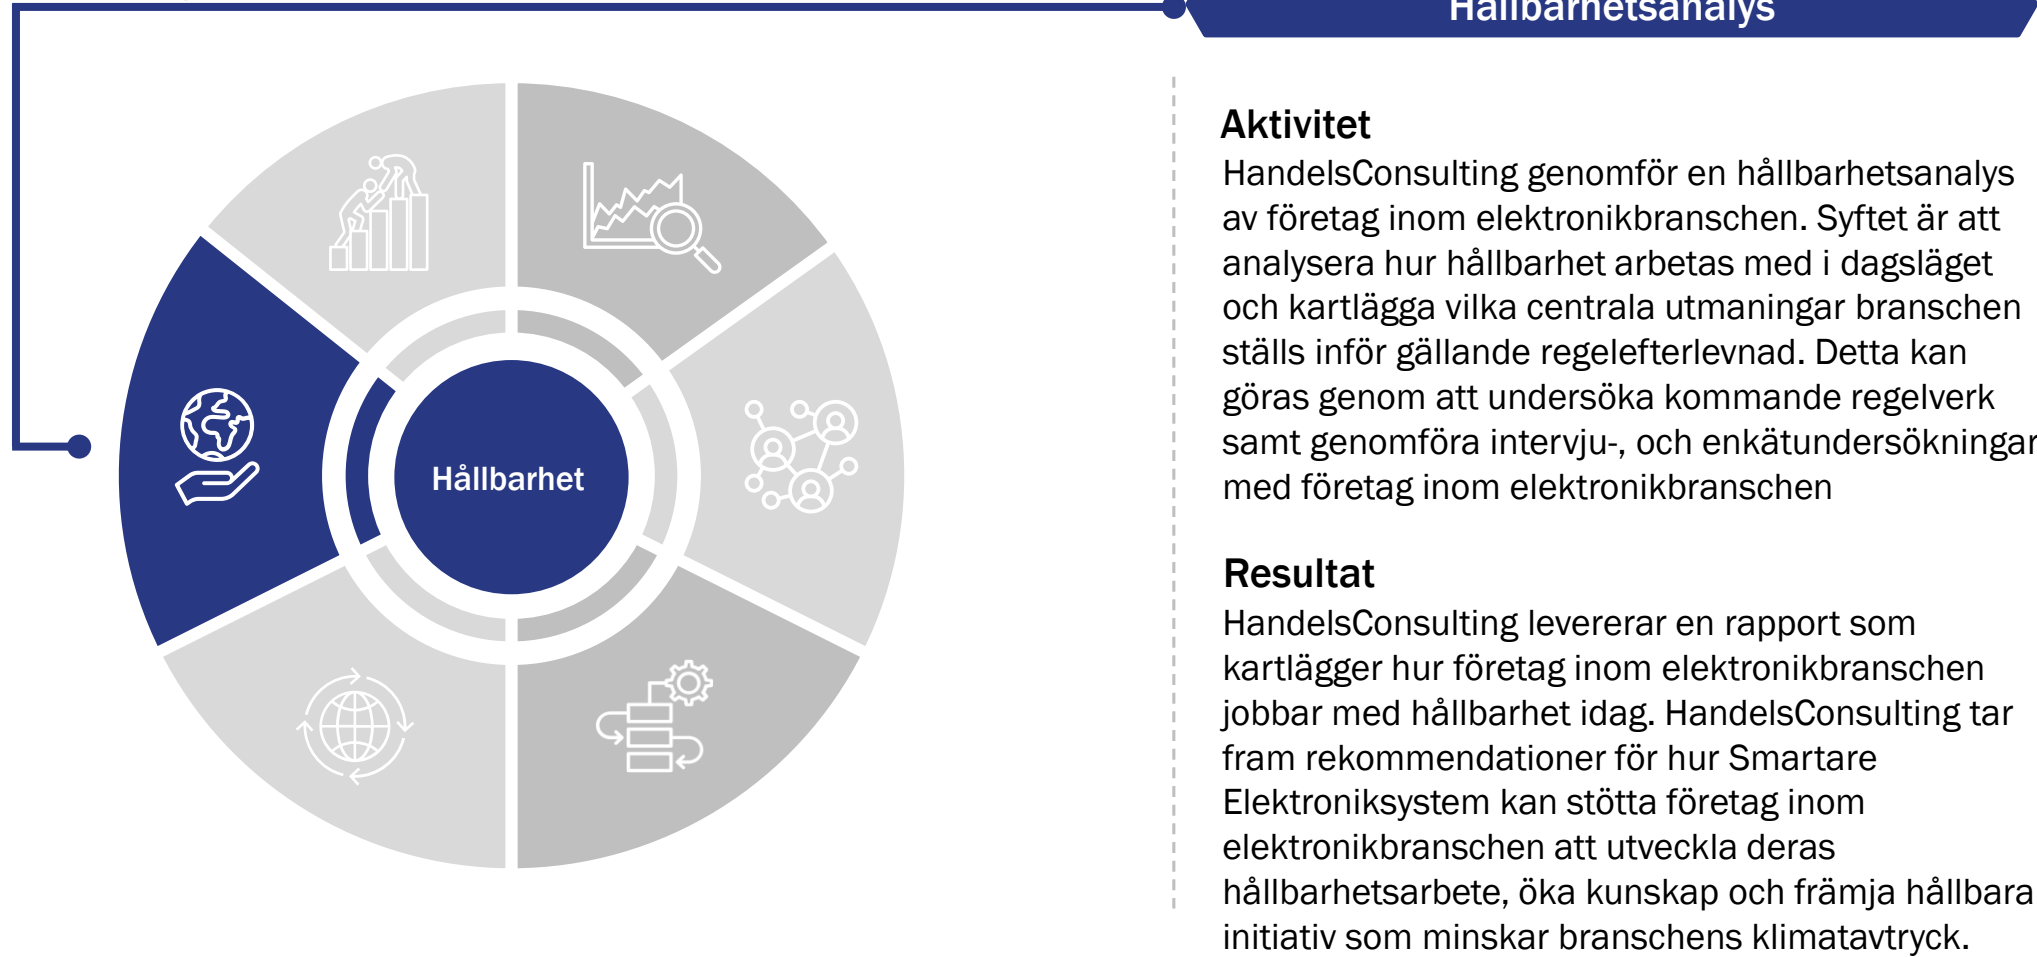 Hållbarhetsanalys
Hållbarhet
Aktivitet
HandelsConsulting genomför en hållbarhetsanalys
av företag inom elektronikbranschen. Syftet är att
analysera hur hållbarhet arbetas med i dagsläget
och kartlägga vilka centrala utmaningar branschen
ställs inför gällande regelefterlevnad. Detta kan
göras genom att undersöka kommande regelverk
samt genomföra intervju-, och enkätundersökningar
med företag inom elektronikbranschen
Resultat
HandelsConsulting levererar en rapport som
kartlägger hur företag inom elektronikbranschen
jobbar med hållbarhet idag. HandelsConsulting tar
fram rekommendationer för hur Smartare
Elektroniksystem kan stötta företag inom
elektronikbranschen att utveckla deras
hållbarhetsarbete, öka kunskap och främja hållbara
initiativ som minskar branschens klimatavtryck.